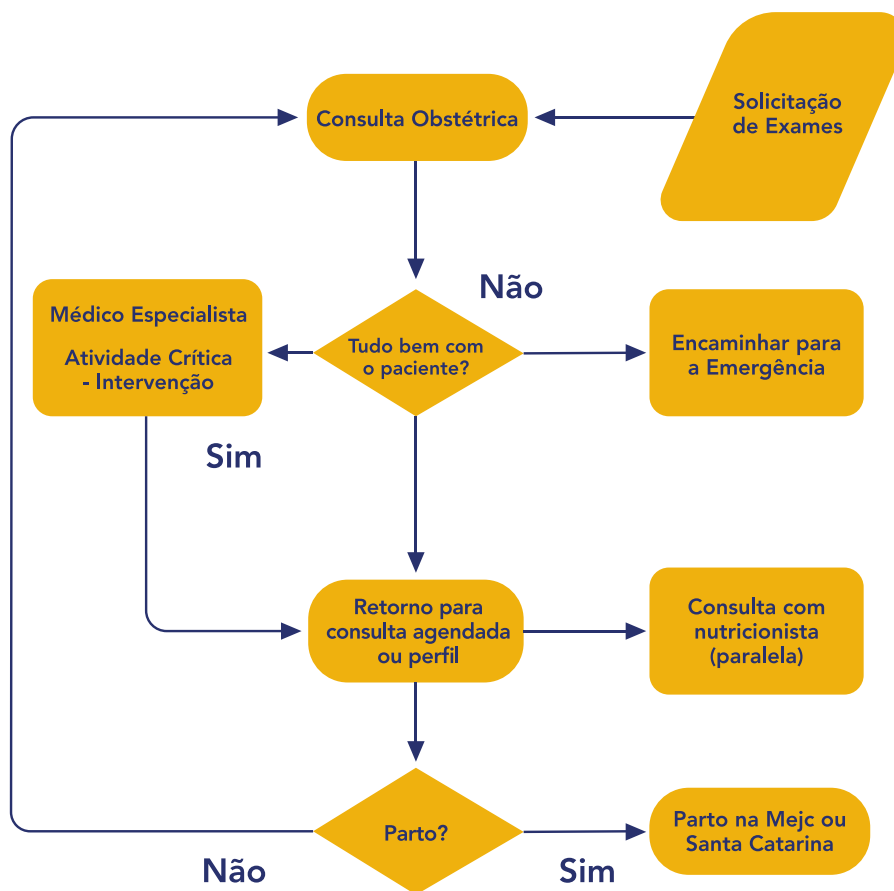 Consulta Obstétrica
Solicitação
de Exames
Não
Médico Especialista
Atividade Crítica
- Intervenção
Tudo bem com
o paciente?
Encaminhar para
a Emergência
Sim
Retorno para
consulta agendada
ou perfil
Consulta com
nutricionista
(paralela)
Parto?
Parto na Mejc ou
Santa Catarina
Não
Sim